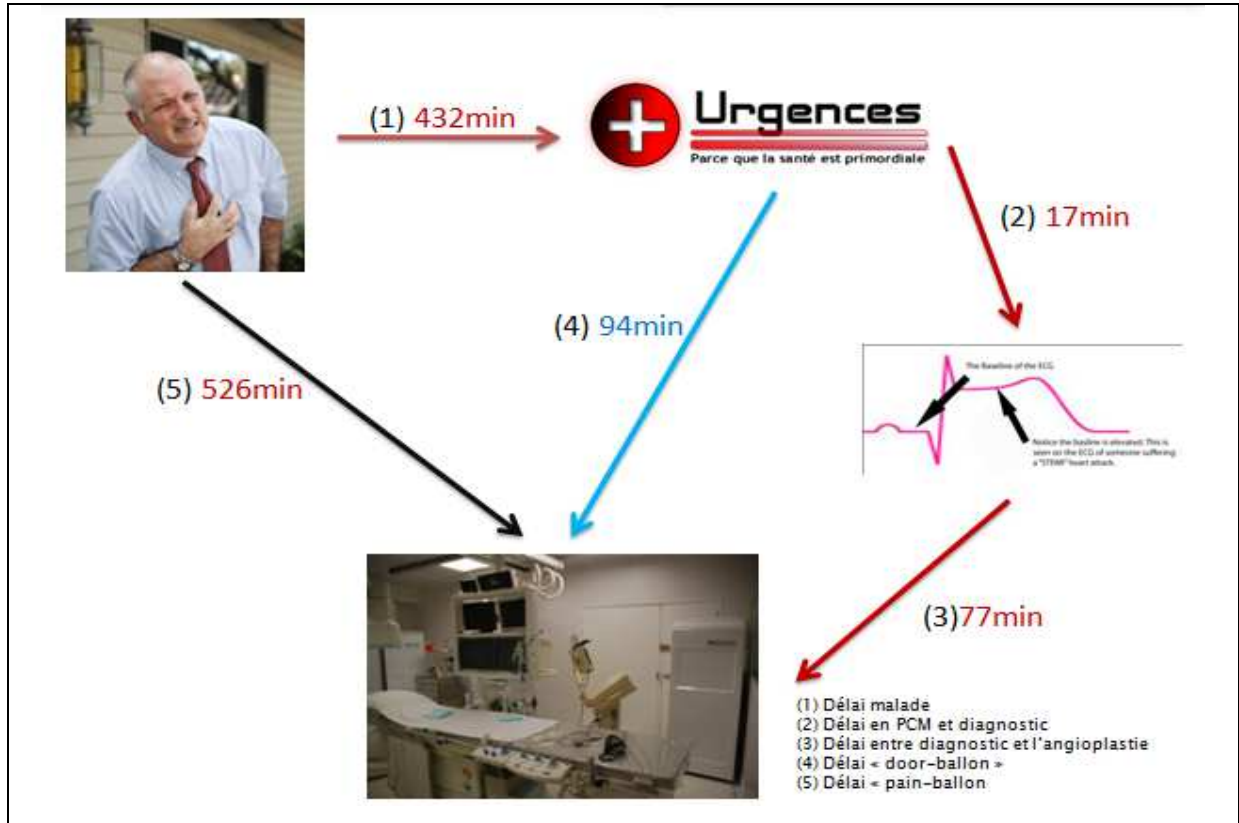 (1) 432min
Urgences
Parce que la santé est primordiale
(2) 17min
(4) 94min
(5) 526min
The Baseline of the ECG
Notice the basline is elevated. This is
seen on the ECG of someone suffering
a "STEMI" heart attack.
(3)77min
(1) Délai malade
(2) Délai en PCM et diagnostic
(3) Délai entre diagnostic et l'angioplastie
(4) Délai « door-ballon »
(5) Délai « pain-ballon